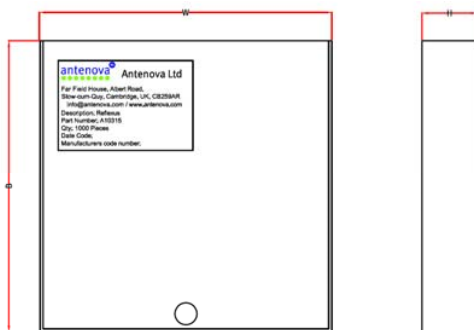 W
H
antenova
Antenova Ltd
Far Field House, Albert Road,
Stow-cum-Quy, Cambridge, UK, CB259AR
info@antenova.com / www.antenova.com
Description, Reflexus
Part Number, A10315
Qty, 1000 Pieces
Date Code,
Manufacturers code number,
D